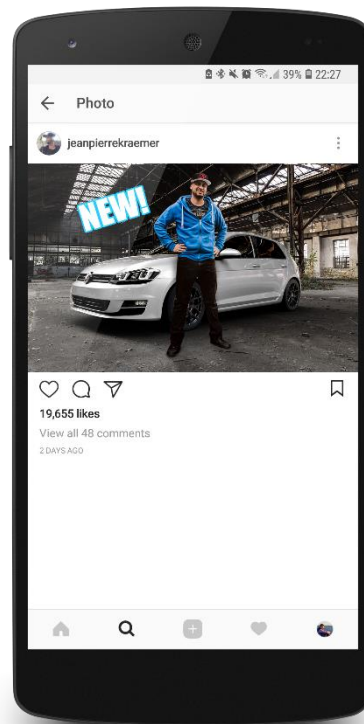 39% 22:27
Photo
jeanpierrekraemer
NEW!
19,655 likes
View all 48 comments
2 DAYS AGO